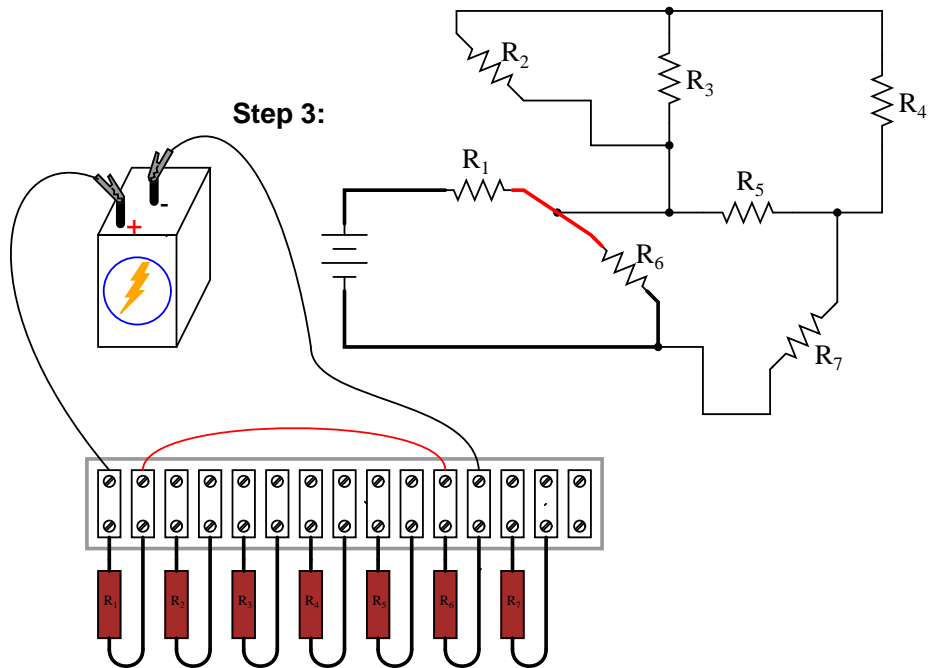 R₂
R₃
R₄
Step 3:
R₁
R₅
-
+
R₆
R₇
R₁ R₂ R₃ R₄ R₅ R₆ R₇